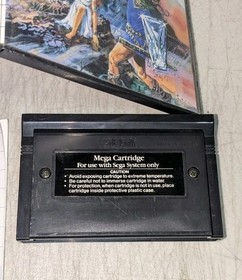 Mega Cartridge
For use with Sega System only
CAUTION
• Avoid exposing cartridge to extreme temperature.
• Be careful not to immerse cartridge in water
• For protection, when cartridge is not in use, place
cartridge inside protective plastic case.